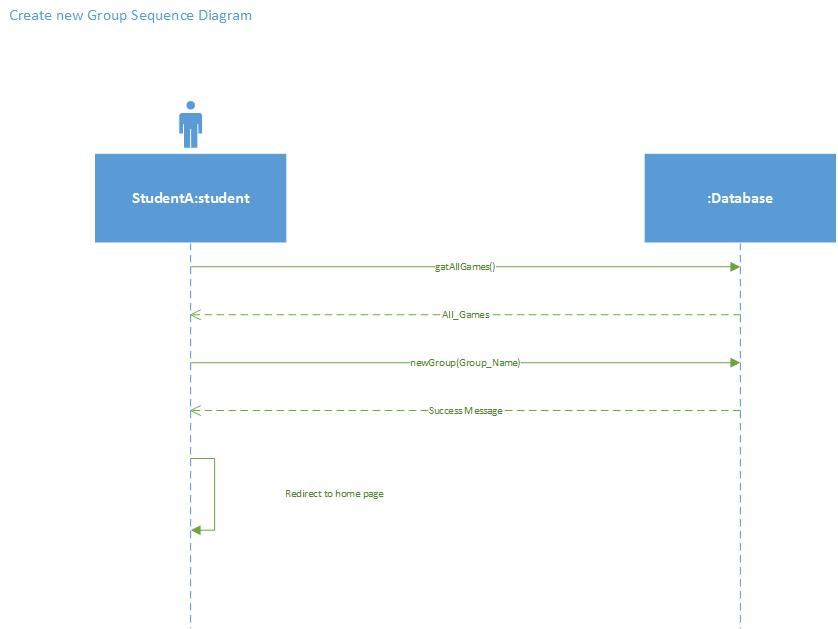 Create new Group Sequence Diagram
StudentA:student
:Database
gatAllGames()
All_Games
newGroup(Group_Name)
Success Message
Redirect to home page